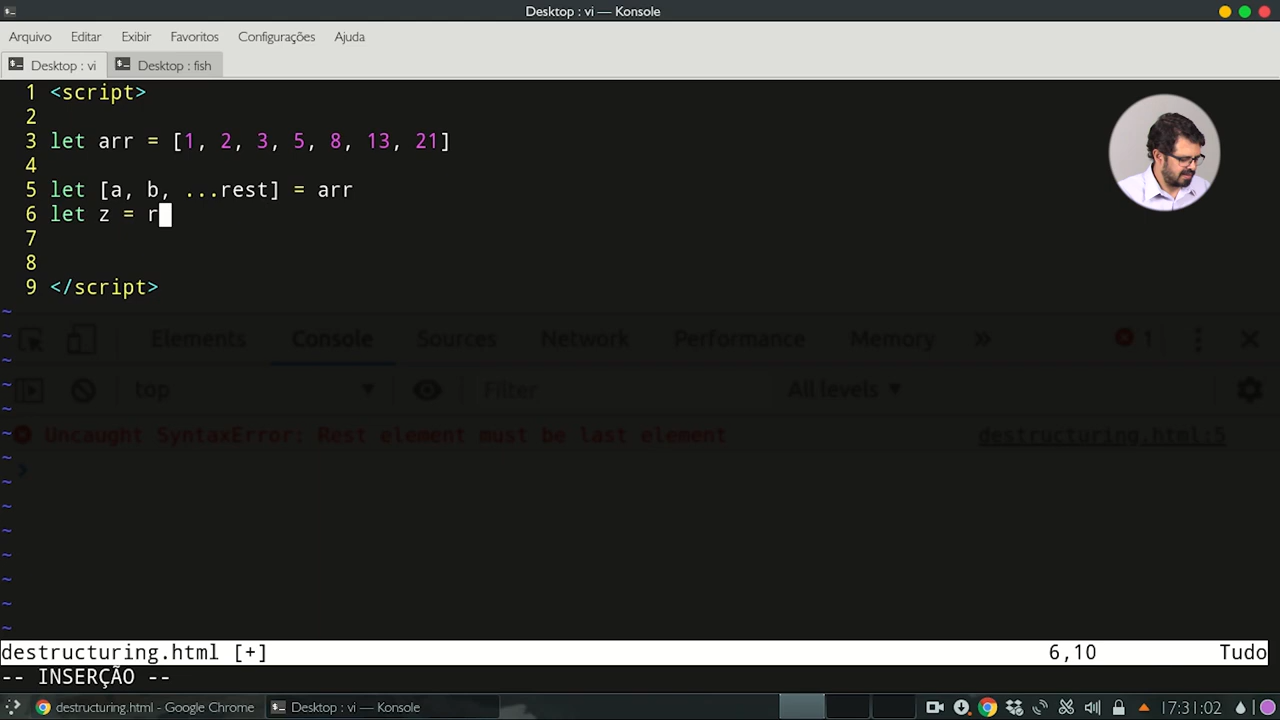 Desktop : vi — Konsole
Arquivo Editar Exibir Favoritos Configurações Ajuda
Desktop : vi Desktop : fish
1 <script>
2
3 let arr = [1, 2, 3, 5, 8, 13, 21]
4
5 let [a, b, ...rest] = arr
6 let z = r
7
8
9 </script>
~
Elements Console Sources Network Performance Memory » 1
~
~
top Filter All levels
~
~
Uncaught SyntaxError: Rest element must be last element destructuring.html:5
~
~
~
~
~
~
~
~
destructuring.html [+] 6,10 Tudo
-- INSERÇÃO --
destructuring.html - Google Chrome Desktop : vi — Konsole 17:31:02